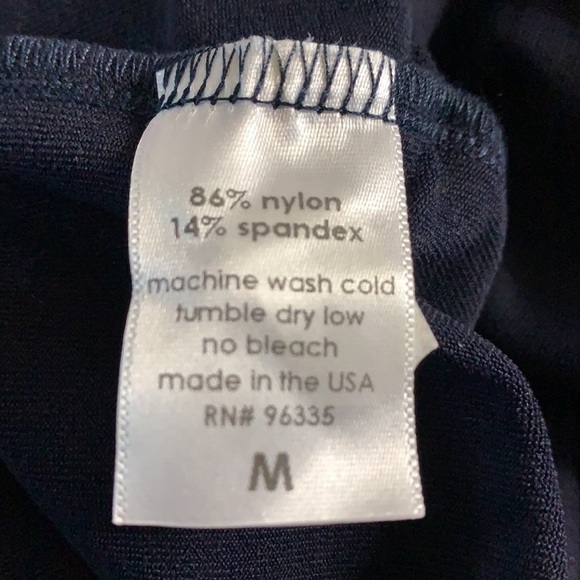 86% nylon
14% spandex
machine wash cold
tumble dry low
no bleach
made in the USA
RN# 96335
M